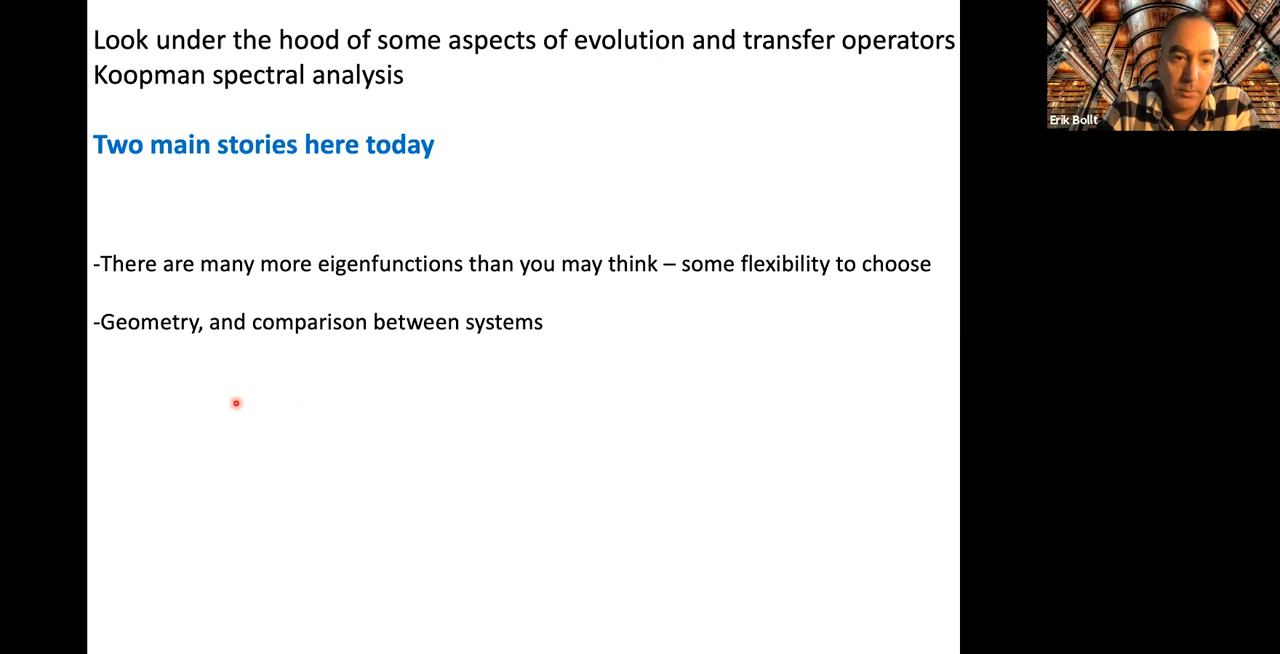 Look under the hood of some aspects of evolution and transfer operators
Koopman spectral analysis
Two main stories here today
-There are many more eigenfunctions than you may think – some flexibility to choose
-Geometry, and comparison between systems
Erik Bollt